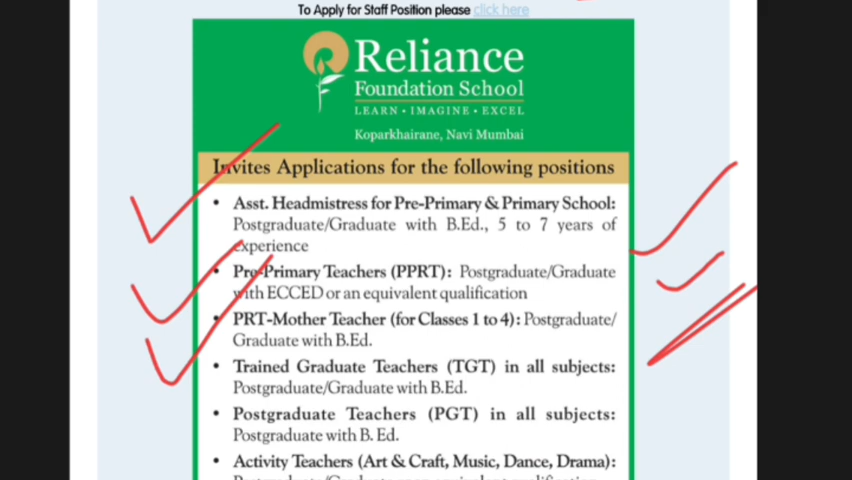 To Apply for Staff Position please click here
Reliance
Foundation School
LEARN • IMAGINE • EXCEL
Koparkhairane, Navi Mumbai
Invites Applications for the following positions
• Asst. Headmistress for Pre-Primary & Primary School:
Postgraduate/Graduate with B.Ed., 5 to 7 years of
experience
• Pre-Primary Teachers (PPRT): Postgraduate/Graduate
with ECCED or an equivalent qualification
• PRT-Mother Teacher (for Classes 1 to 4): Postgraduate/
Graduate with B.Ed.
• Trained Graduate Teachers (TGT) in all subjects:
Postgraduate/Graduate with B.Ed.
• Postgraduate Teachers (PGT) in all subjects:
Postgraduate with B. Ed.
• Activity Teachers (Art & Craft, Music, Dance, Drama):